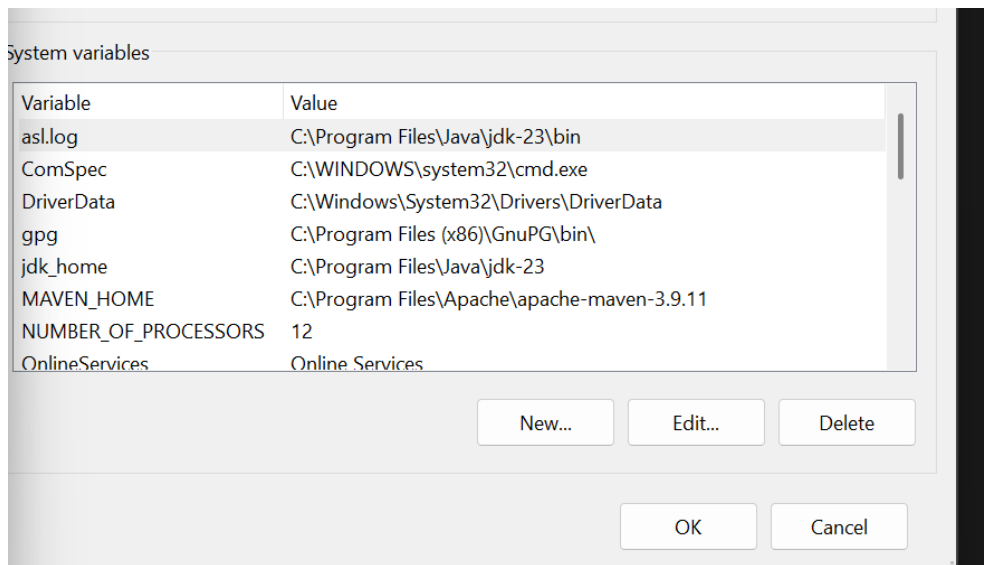 System variables
Variable Value
asl.log C:\Program Files\Java\jdk-23\bin
ComSpec C:\WINDOWS\system32\cmd.exe
DriverData C:\Windows\System32\Drivers\DriverData
gpg C:\Program Files (x86)\GnuPG\bin\
jdk_home C:\Program Files\Java\jdk-23
MAVEN_HOME C:\Program Files\Apache\apache-maven-3.9.11
NUMBER_OF_PROCESSORS 12
OnlineServices Online Services
New... Edit... Delete
OK Cancel